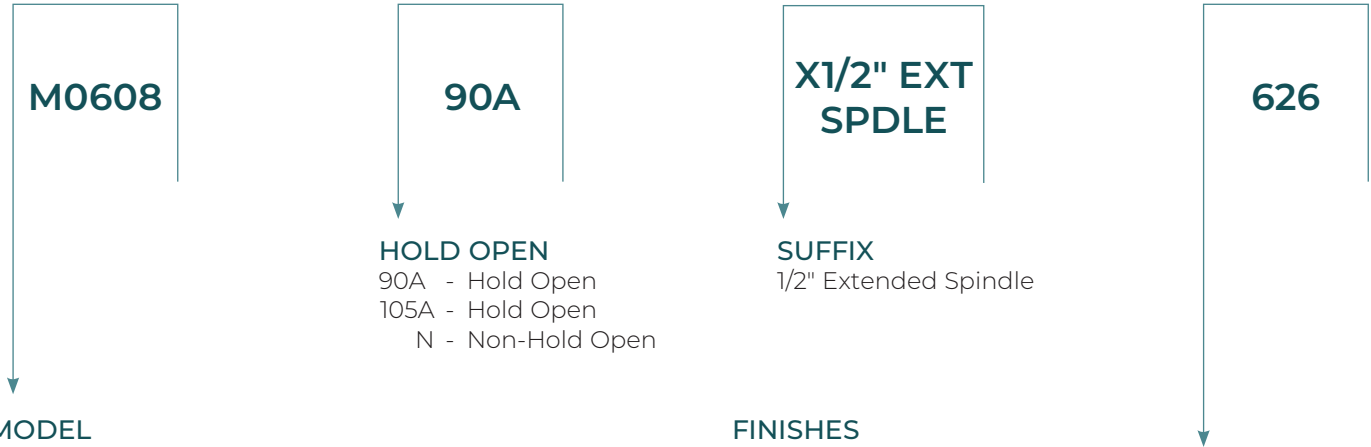 M0608
90A
X1/2" EXT
SPDLE
626
HOLD OPEN
90A - Hold Open
105A - Hold Open
N - Non-Hold Open
SUFFIX
1/2" Extended Spindle
MODEL
FINISHES